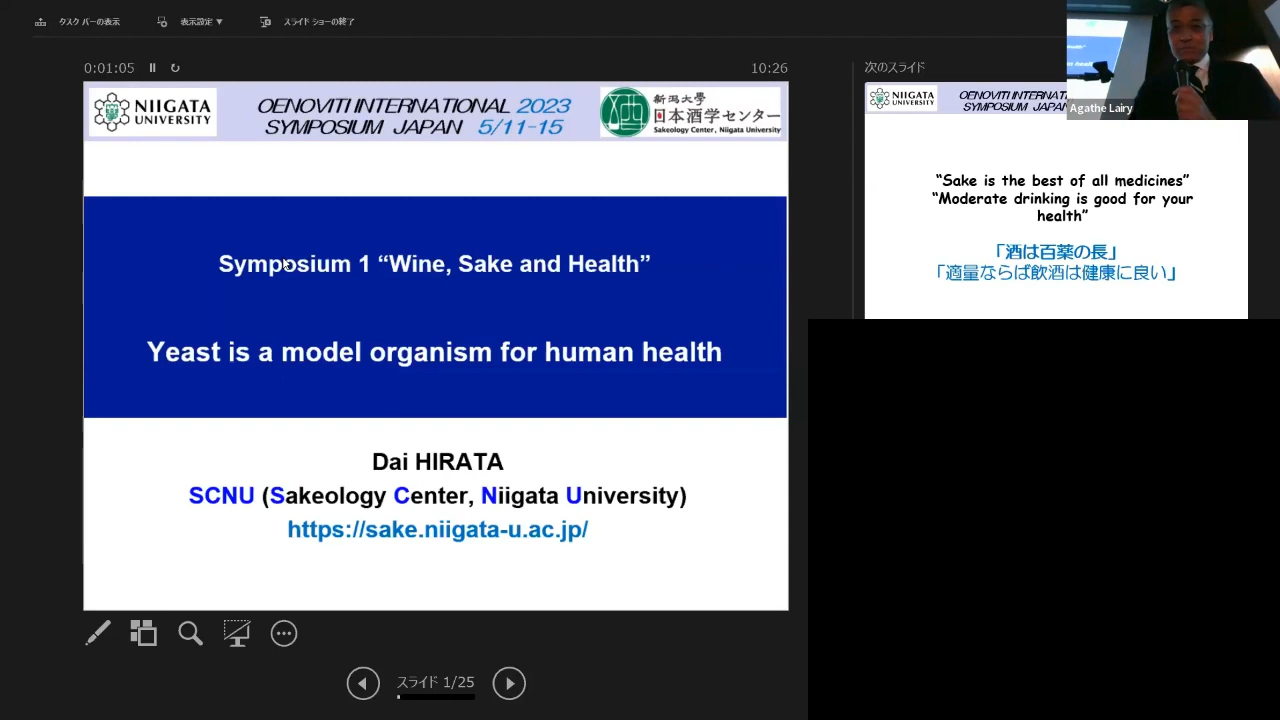 タスク バーの表示
表示設定 ▼
スライド ショーの終了
0:01:05
10:26
NIIGATA UNIVERSITY
OENOVITI INTERNATIONAL 2023
SYMPOSIUM JAPAN 5/11-15
新潟大學
日本酒学センター
Sakeology Center, Niigata University
Symposium 1 “Wine, Sake and Health”
Yeast is a model organism for human health
Dai HIRATA
SCNU (Sakeology Center, Niigata University)
https://sake.niigata-u.ac.jp/
スライド 1/25
次のスライド
NIIGATA UNIVERSITY
OENOVITI INTERNATI
SYMPOSIUM JAPA
“Sake is the best of all medicines”
“Moderate drinking is good for your
health”
「酒は百薬の長」
「適量ならば飲酒は健康に良い」
Agathe Lairy